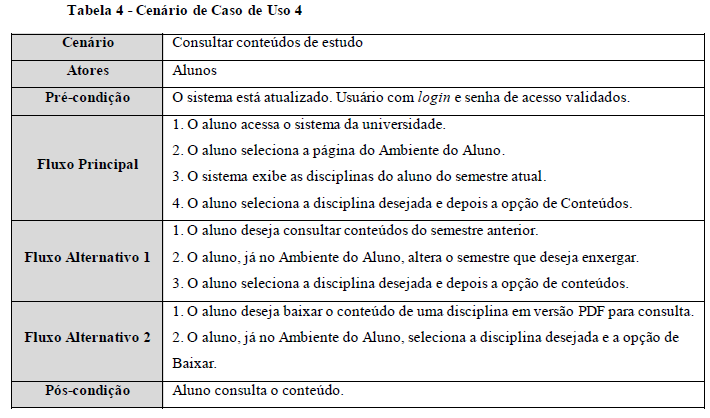 Tabela 4 - Cenário de Caso de Uso 4
Cenário
Consultar conteúdos de estudo
Atores
Alunos
Pré-condição
O sistema está atualizado. Usuário com login e senha de acesso validados.
Fluxo Principal
1. O aluno acessa o sistema da universidade.
2. O aluno seleciona a página do Ambiente do Aluno.
3. O sistema exibe as disciplinas do aluno do semestre atual.
4. O aluno seleciona a disciplina desejada e depois a opção de Conteúdos.
Fluxo Alternativo 1
1. O aluno deseja consultar conteúdos do semestre anterior.
2. O aluno, já no Ambiente do Aluno, altera o semestre que deseja enxergar.
3. O aluno seleciona a disciplina desejada e depois a opção de conteúdos.
Fluxo Alternativo 2
1. O aluno deseja baixar o conteúdo de uma disciplina em versão PDF para consulta.
2. O aluno, já no Ambiente do Aluno, seleciona a disciplina desejada e a opção de
Baixar.
Pós-condição
Aluno consulta o conteúdo.